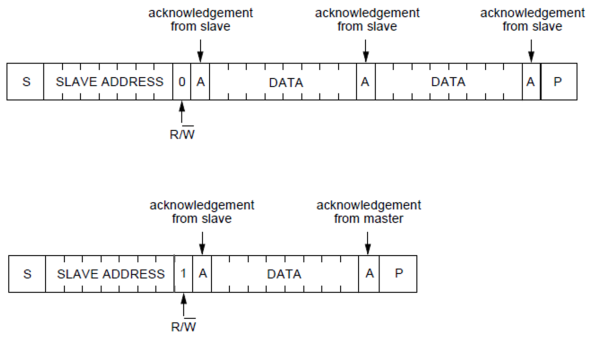 acknowledgement acknowledgement acknowledgement
from slave from slave from slave
S SLAVE ADDRESS 0 A DATA A DATA A P
R/W̅
acknowledgement acknowledgement
from slave from master
S SLAVE ADDRESS 1 A DATA A P
R/W̅